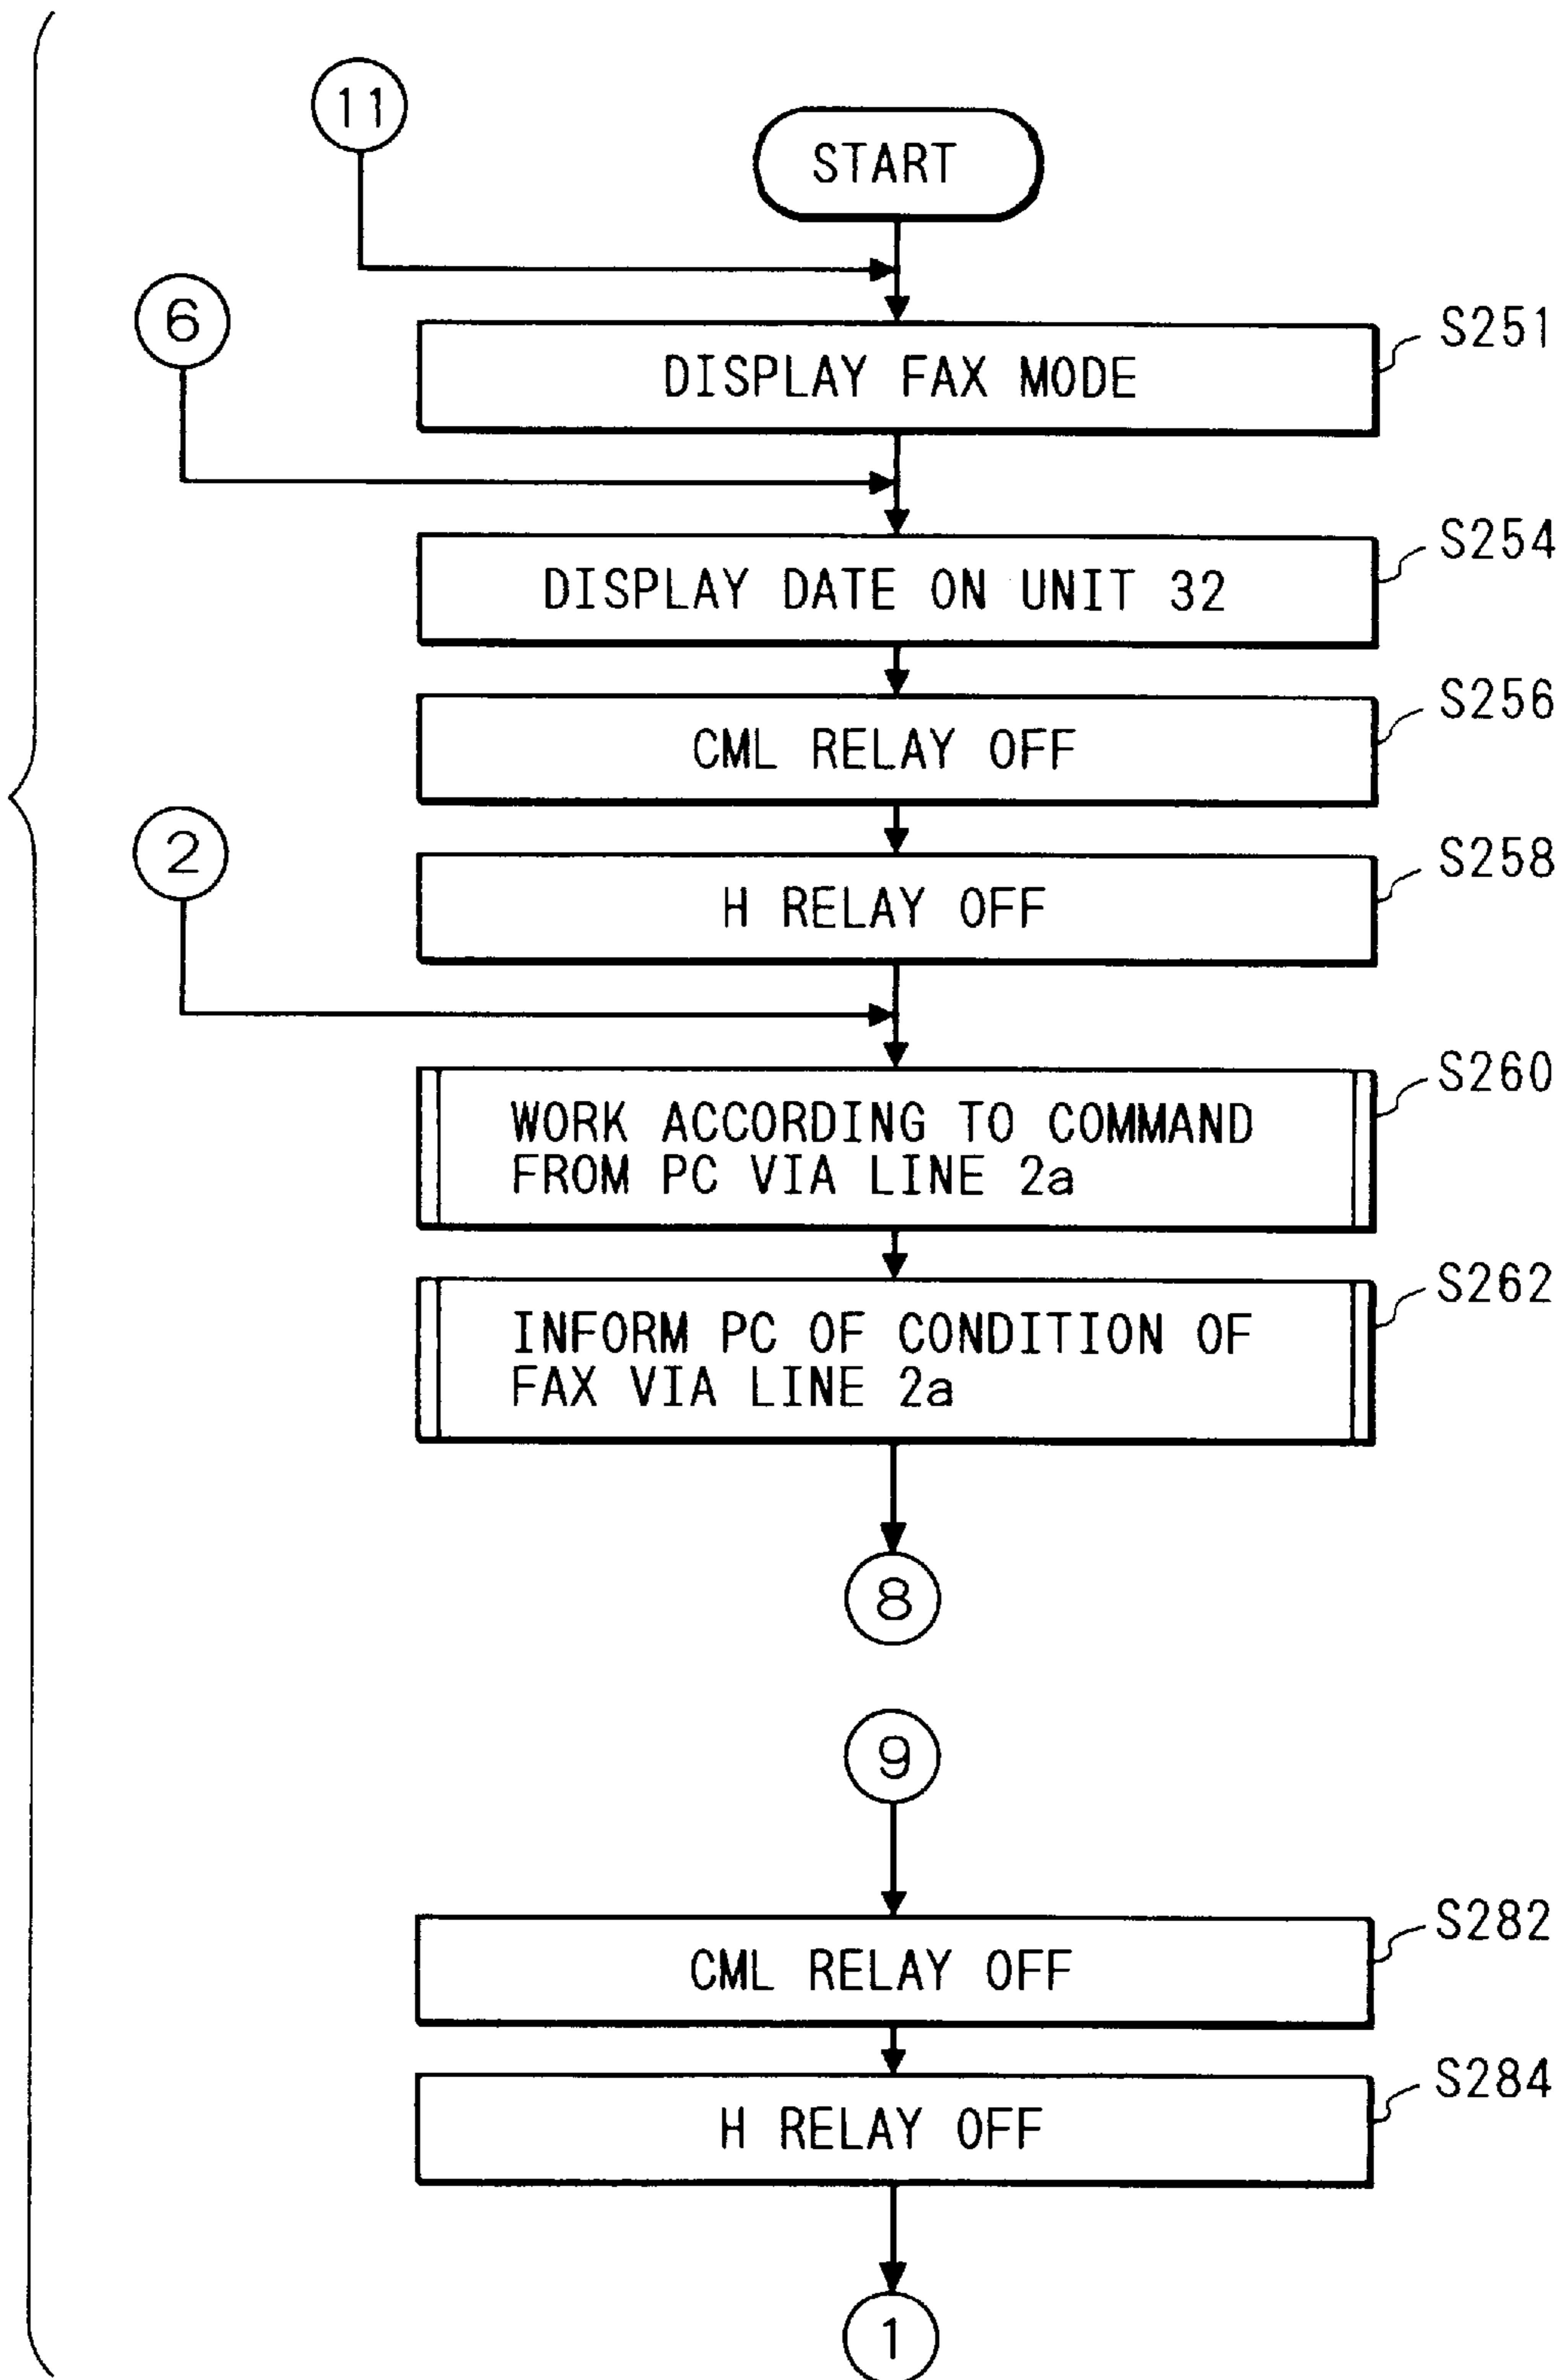 11
START
6
S251
DISPLAY FAX MODE
S254
DISPLAY DATE ON UNIT 32
S256
CML RELAY OFF
2
S258
H RELAY OFF
S260
WORK ACCORDING TO COMMAND
FROM PC VIA LINE 2a
S262
INFORM PC OF CONDITION OF
FAX VIA LINE 2a
8
9
S282
CML RELAY OFF
S284
H RELAY OFF
1